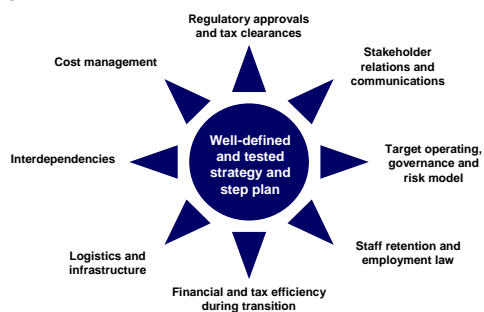 Regulatory approvals
and tax clearances
Stakeholder
relations and
communications
Cost management
Well-defined
and tested
strategy and
step plan
Interdependencies
Target operating,
governance and
risk model
Logistics and
infrastructure
Staff retention and
employment law
Financial and tax efficiency
during transition